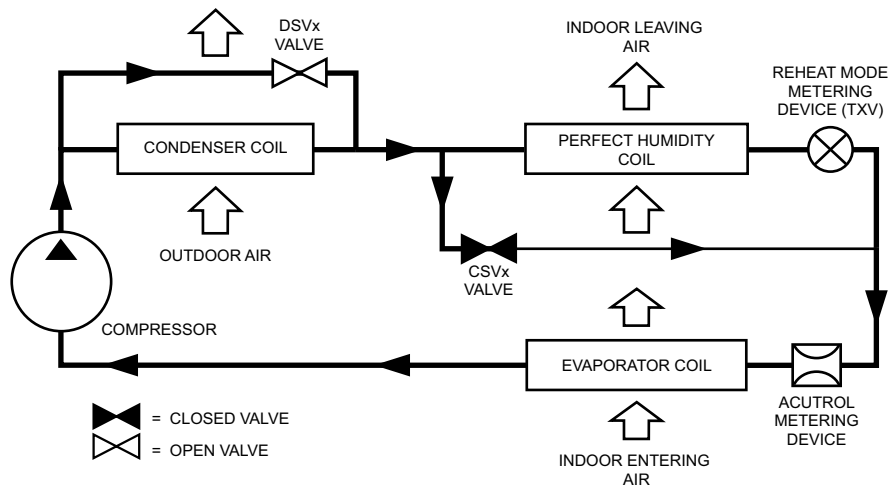 DSVx
VALVE
INDOOR LEAVING
AIR
REHEAT MODE
METERING
DEVICE (TXV)
CONDENSER COIL
PERFECT HUMIDITY
COIL
OUTDOOR AIR
CSVx
VALVE
COMPRESSOR
EVAPORATOR COIL
ACUTROL
METERING
DEVICE
= CLOSED VALVE
= OPEN VALVE
INDOOR ENTERING
AIR